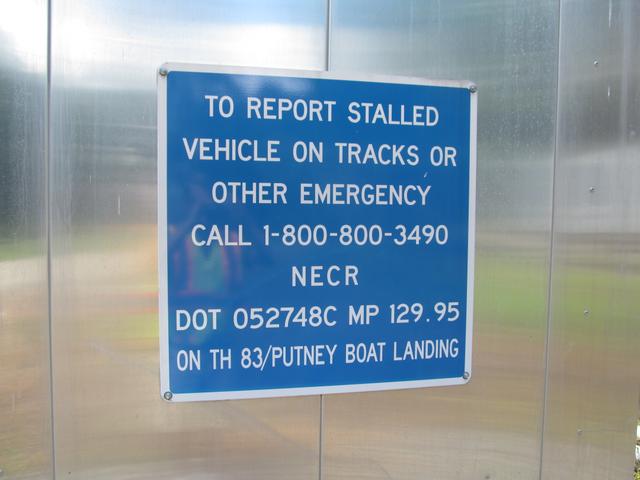 TO REPORT STALLED
VEHICLE ON TRACKS OR
OTHER EMERGENCY
CALL 1-800-800-3490
NECR
DOT 052748C MP 129.95
ON TH 83/PUTNEY BOAT LANDING